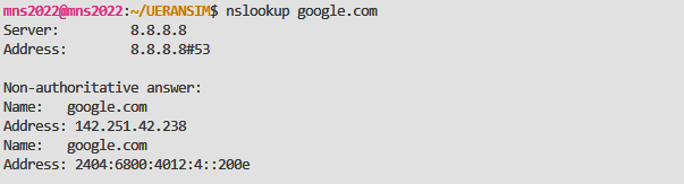 mns2022@mns2022:~/UERANSIM$ nslookup google.com
Server:         8.8.8.8
Address:        8.8.8.8#53

Non-authoritative answer:
Name:   google.com
Address: 142.251.42.238
Name:   google.com
Address: 2404:6800:4012:4::200e